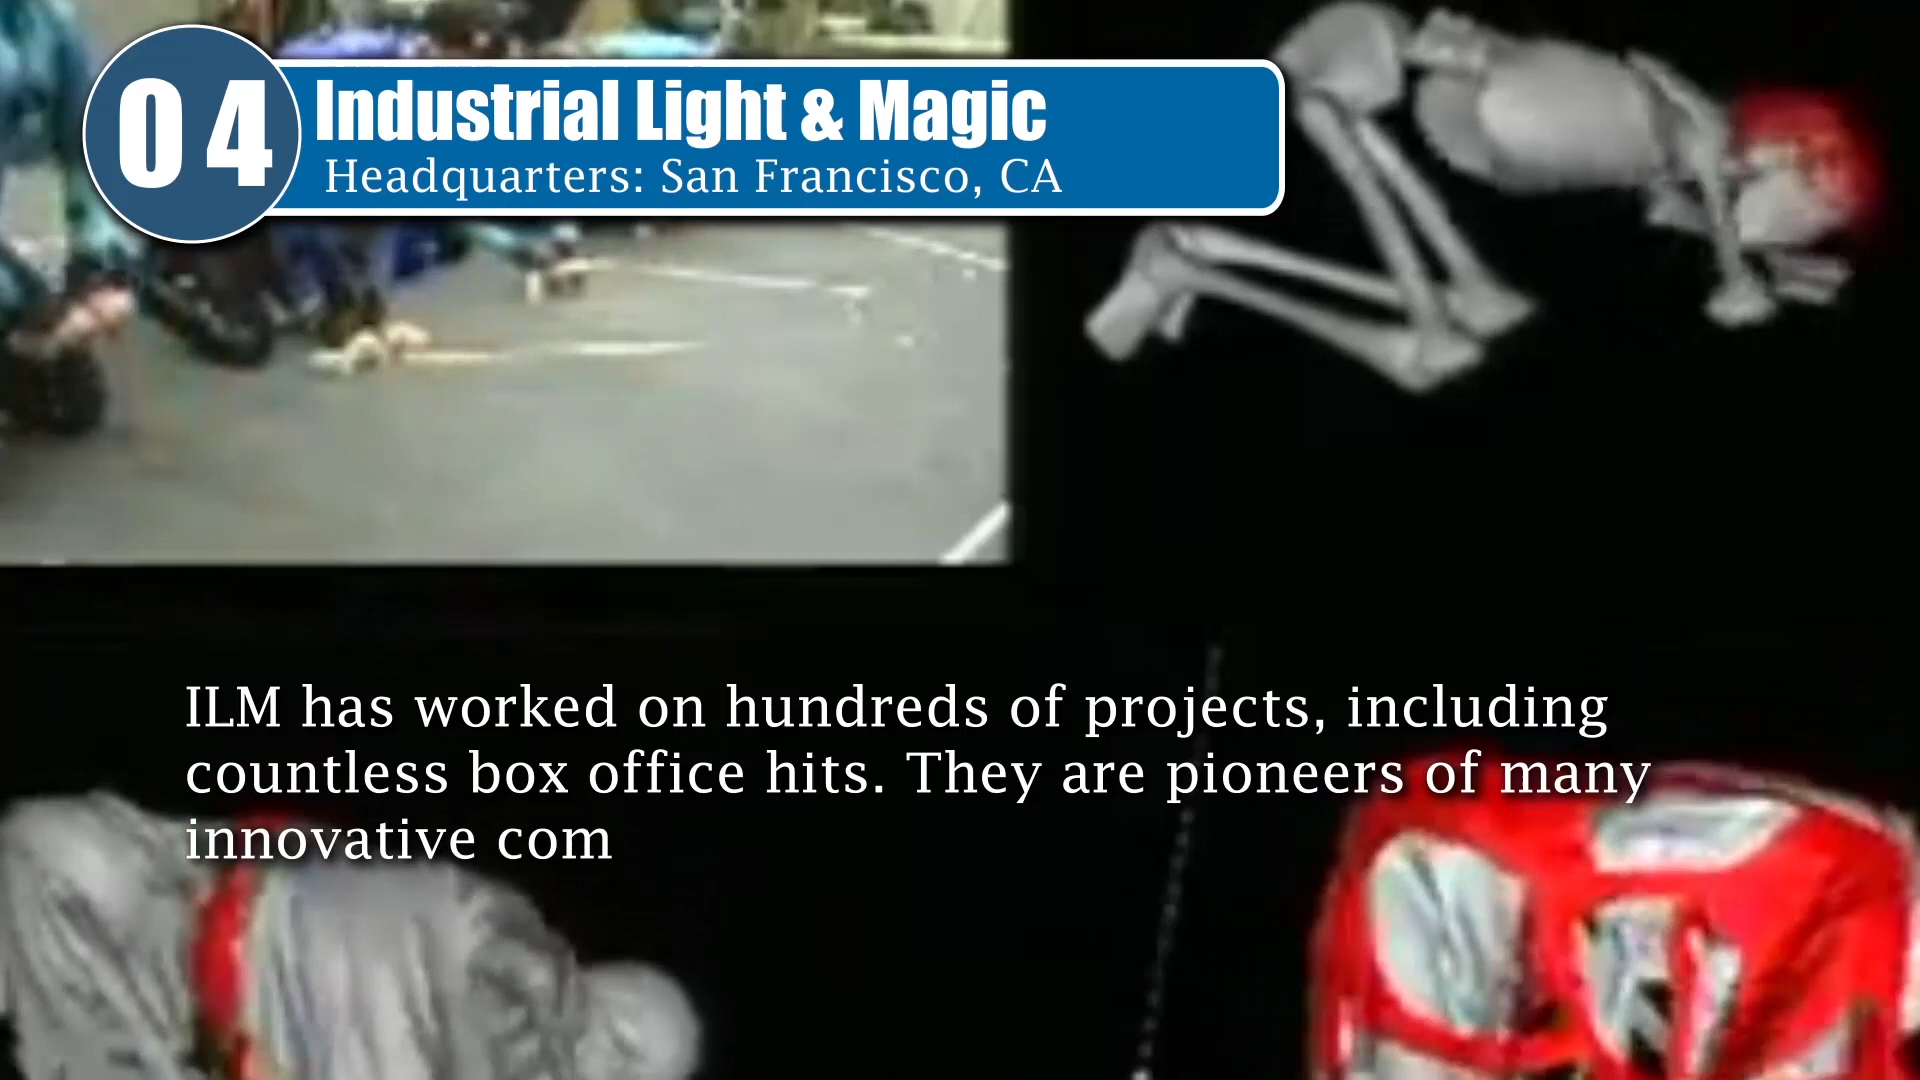 04
Industrial Light & Magic
Headquarters: San Francisco, CA
ILM has worked on hundreds of projects, including
countless box office hits. They are pioneers of many
innovative com